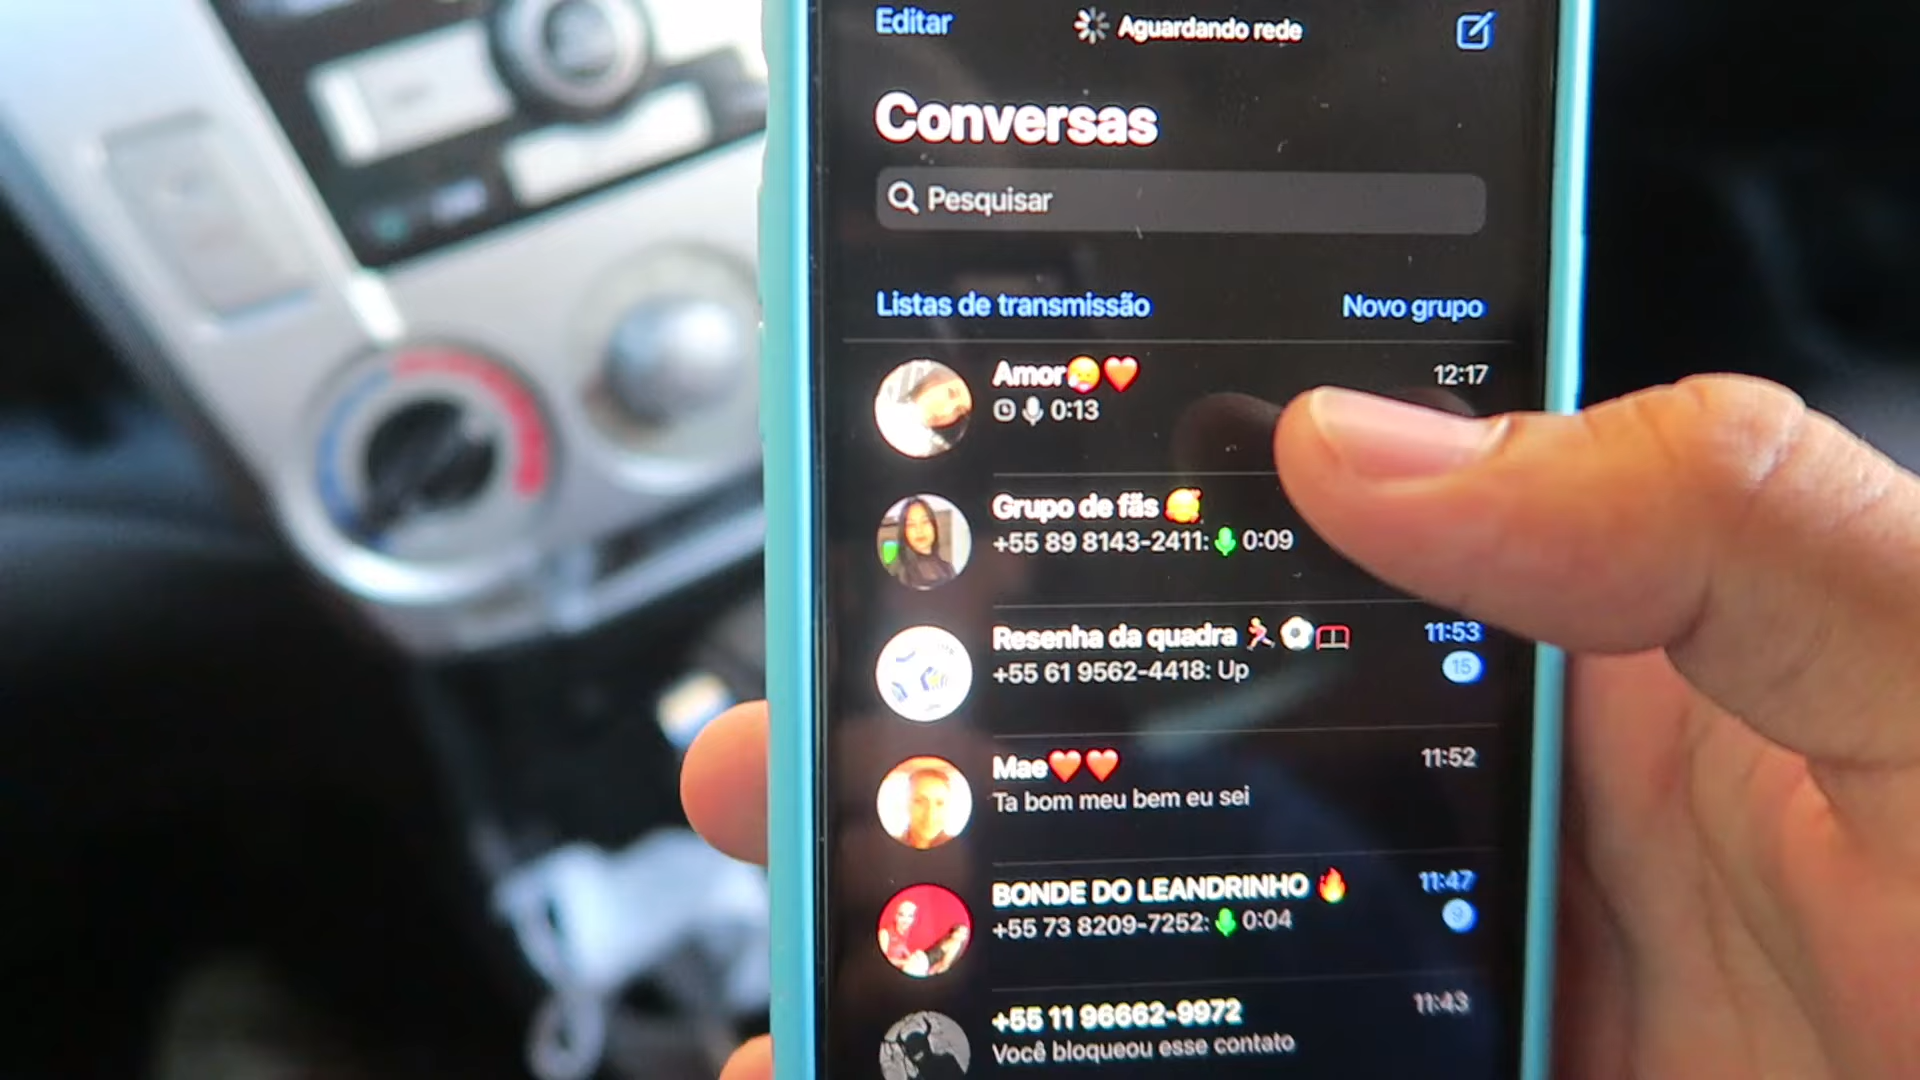 Editar
Aguardando rede
Conversas
Pesquisar
Listas de transmissão
Novo grupo
Amor🥵❤️
12:17
0:13
Grupo de fãs 🥰
+55 89 8143-2411: 0:09
Resenha da quadra 🏃⚽🥅
11:53
+55 61 9562-4418: Up
15
Mae❤️❤️
11:52
Ta bom meu bem eu sei
BONDE DO LEANDRINHO 🔥
11:47
+55 73 8209-7252: 0:04
9
+55 11 96662-9972
11:43
Você bloqueou esse contato